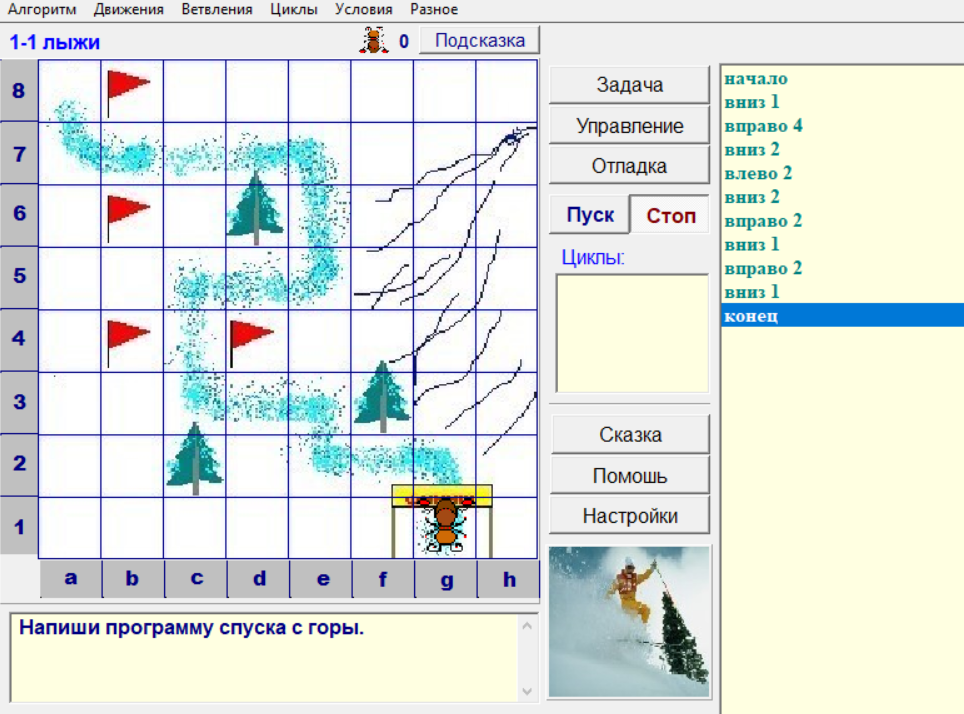 Алгоритм Движения Ветвления Циклы Условия Разное
1-1 лыжи 0 Подсказка
8
7
6
5
4
3
2
1
a b c d e f g h
Напиши программу спуска с горы.
Задача
Управление
Отладка
Пуск Стоп
Циклы:
Сказка
Помошь
Настройки
начало
вниз 1
вправо 4
вниз 2
влево 2
вниз 2
вправо 2
вниз 1
вправо 2
вниз 1
конец